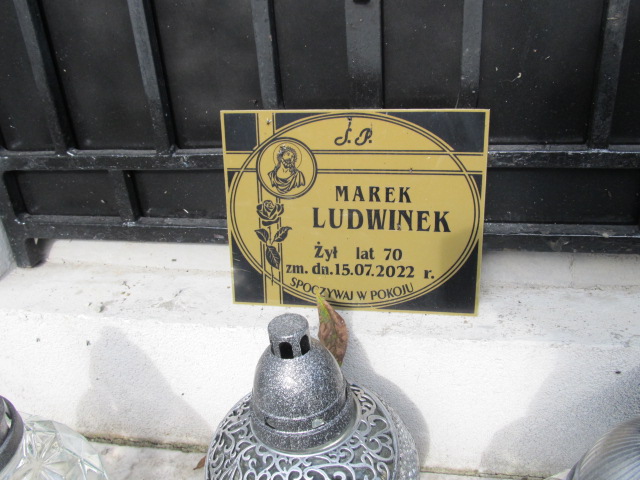 Ś.P.
MAREK
LUDWINEK
Żył lat 70
zm. dn.15.07.2022 r.
SPOCZYWAJ W POKOJU